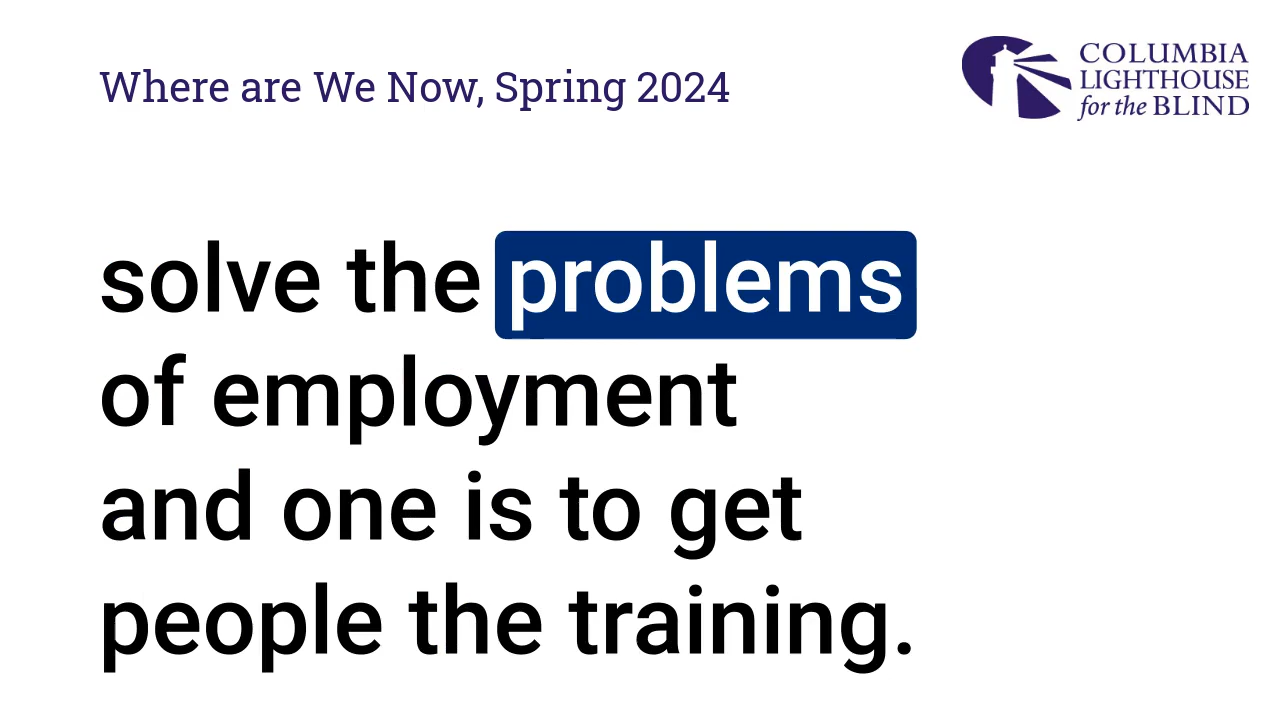 Where are We Now, Spring 2024
COLUMBIA
LIGHTHOUSE
for the BLIND
solve the problems
of employment
and one is to get
people the training.